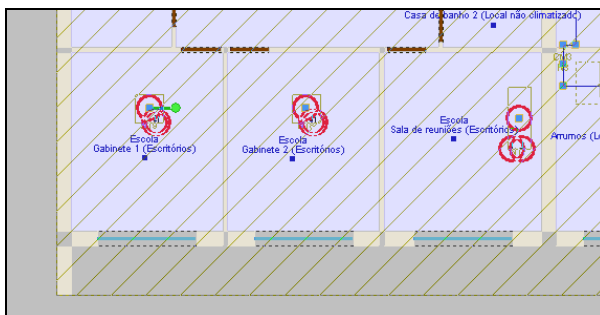 Casa de banho 2 (Local não climatizado)
Escola
Gabinete 1 (Escritórios)
Escola
Gabinete 2 (Escritórios)
Escola
Sala de reuniões (Escritórios)
Arrumos (Lo